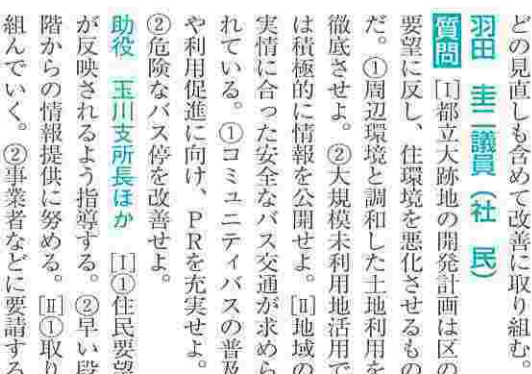 どの見直しも含めて改善に取り組む。
羽田　圭二議員（社　民）
質問　[Ⅰ]都立大跡地の開発計画は区の
要望に反し、住環境を悪化させるもの
だ。①周辺環境と調和した土地利用を
徹底させよ。②大規模未利用地活用で
は積極的に情報を公開せよ。[Ⅱ]地域の
実情に合った安全なバス交通が求めら
れている。①コミュニティバスの普及
や利用促進に向け、ＰＲを充実せよ。
②危険なバス停を改善せよ。
助役　玉川支所長ほか　[Ⅰ]①住民要望
が反映されるよう指導する。②早い段
階からの情報提供に努める。[Ⅱ]①取り
組んでいく。②事業者などに要請する